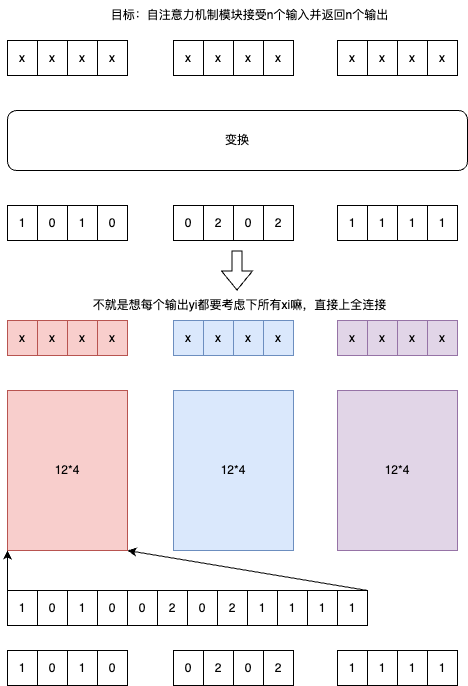 目标：自注意力机制模块接受n个输入并返回n个输出
x x x x x x x x x x x x
变换
1 0 1 0 0 2 0 2 1 1 1 1
不就是想每个输出yi都要考虑下所有xi嘛，直接上全连接
x x x x x x x x x x x x
12*4 12*4 12*4
1 0 1 0 0 2 0 2 1 1 1 1
1 0 1 0 0 2 0 2 1 1 1 1